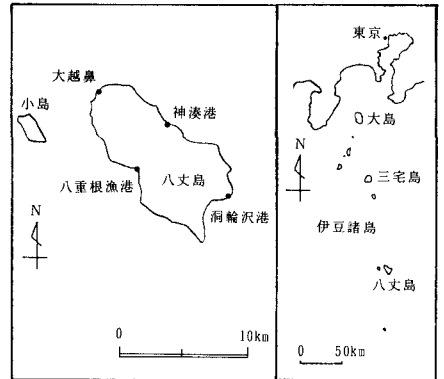 大越鼻
小島
神湊港
八重根漁港
八丈島
洞輪沢港
N
0 10km
東京
大島
三宅島
N
伊豆諸島
八丈島
0 50km